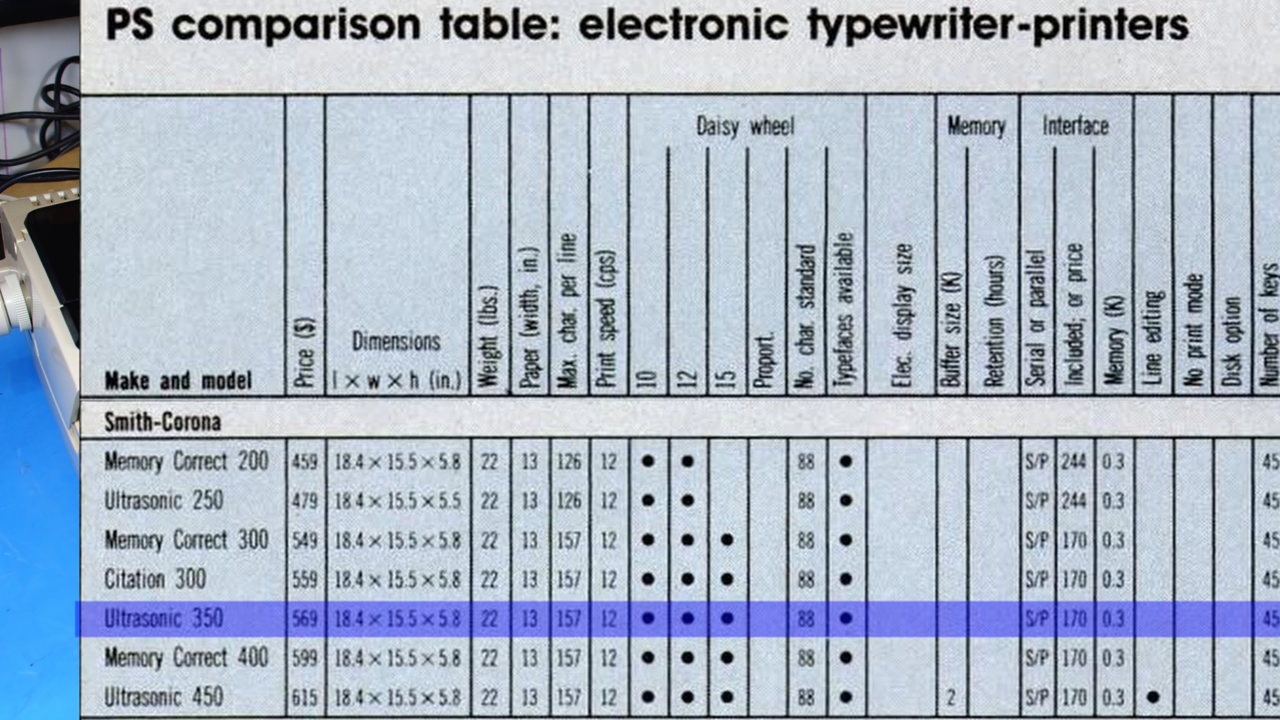 PS comparison table: electronic typewriter-printers
Daisy wheel Memory Interface
Make and model Price ($) Dimensions l × w × h (in.) Weight (lbs.) Paper (width, in.) Max. char. per line Print speed (cps) 10 12 15 Proport. No. char. standard Typefaces available Elec. display size Buffer size (K) Retention (hours) Serial or parallel Included; or price Memory (K) Line editing No print mode Disk option Number of keys
Smith-Corona
Memory Correct 200 459 18.4 × 15.5 × 5.8 22 13 126 12 ● ● 88 ● S/P 244 0.3 45
Ultrasonic 250 479 18.4 × 15.5 × 5.5 22 13 126 12 ● ● 88 ● S/P 244 0.3 45
Memory Correct 300 549 18.4 × 15.5 × 5.8 22 13 157 12 ● ● ● 88 ● S/P 170 0.3 45
Citation 300 559 18.4 × 15.5 × 5.8 22 13 157 12 ● ● ● 88 ● S/P 170 0.3 45
Ultrasonic 350 569 18.4 × 15.5 × 5.8 22 13 157 12 ● ● ● 88 ● S/P 170 0.3 45
Memory Correct 400 599 18.4 × 15.5 × 5.8 22 13 157 12 ● ● ● 88 ● S/P 170 0.3 45
Ultrasonic 450 615 18.4 × 15.5 × 5.8 22 13 157 12 ● ● ● 88 ● 2 S/P 170 0.3 ● 45